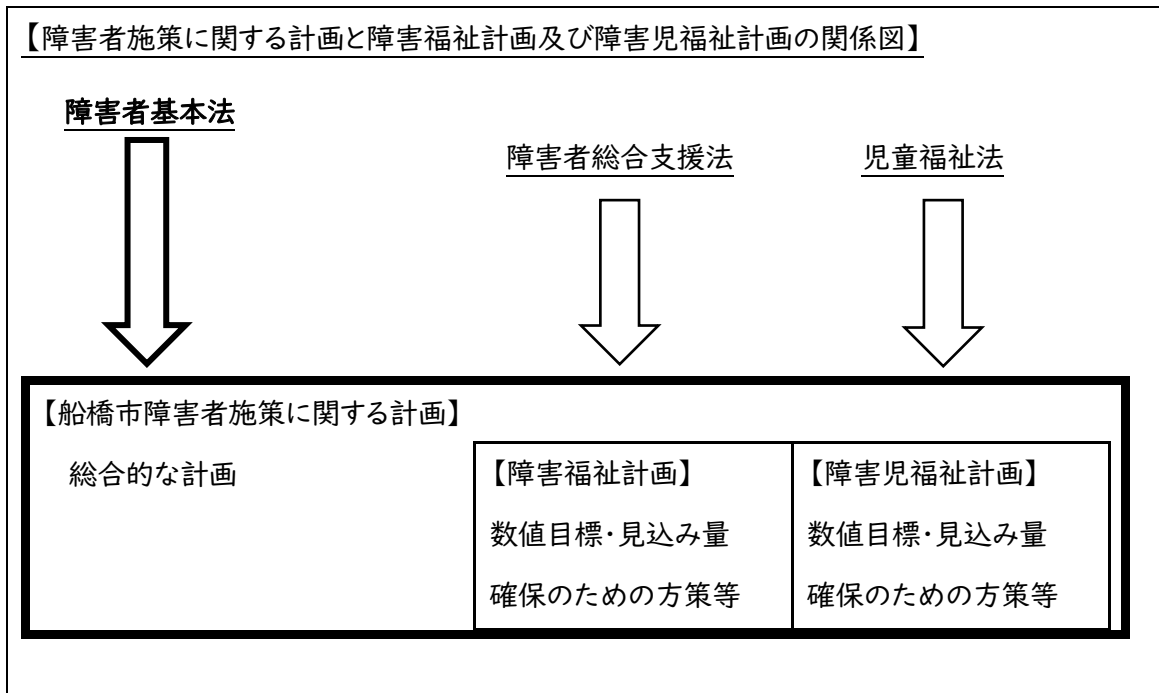 【障害者施策に関する計画と障害福祉計画及び障害児福祉計画の関係図】
障害者基本法
障害者総合支援法
児童福祉法
【船橋市障害者施策に関する計画】
総合的な計画
【障害福祉計画】
数値目標・見込み量
確保のための方策等
【障害児福祉計画】
数値目標・見込み量
確保のための方策等